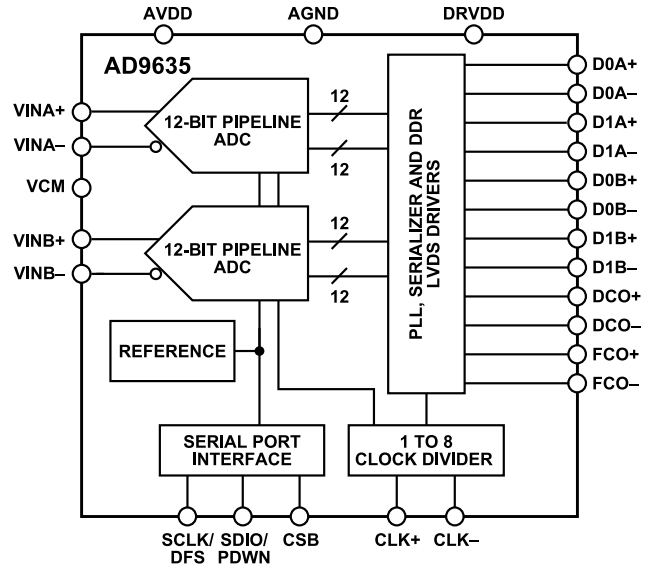 AVDD
AGND
DRVDD
AD9635
VINA+
VINA–
VCM
VINB+
VINB–
12-BIT PIPELINE
ADC
12
12
12-BIT PIPELINE
ADC
12
12
PLL, SERIALIZER AND DDR
LVDS DRIVERS
D0A+
D0A–
D1A+
D1A–
D0B+
D0B–
D1B+
D1B–
DCO+
DCO–
FCO+
FCO–
REFERENCE
SERIAL PORT
INTERFACE
1 TO 8
CLOCK DIVIDER
SCLK/
DFS
SDIO/
PDWN
CSB
CLK+
CLK–